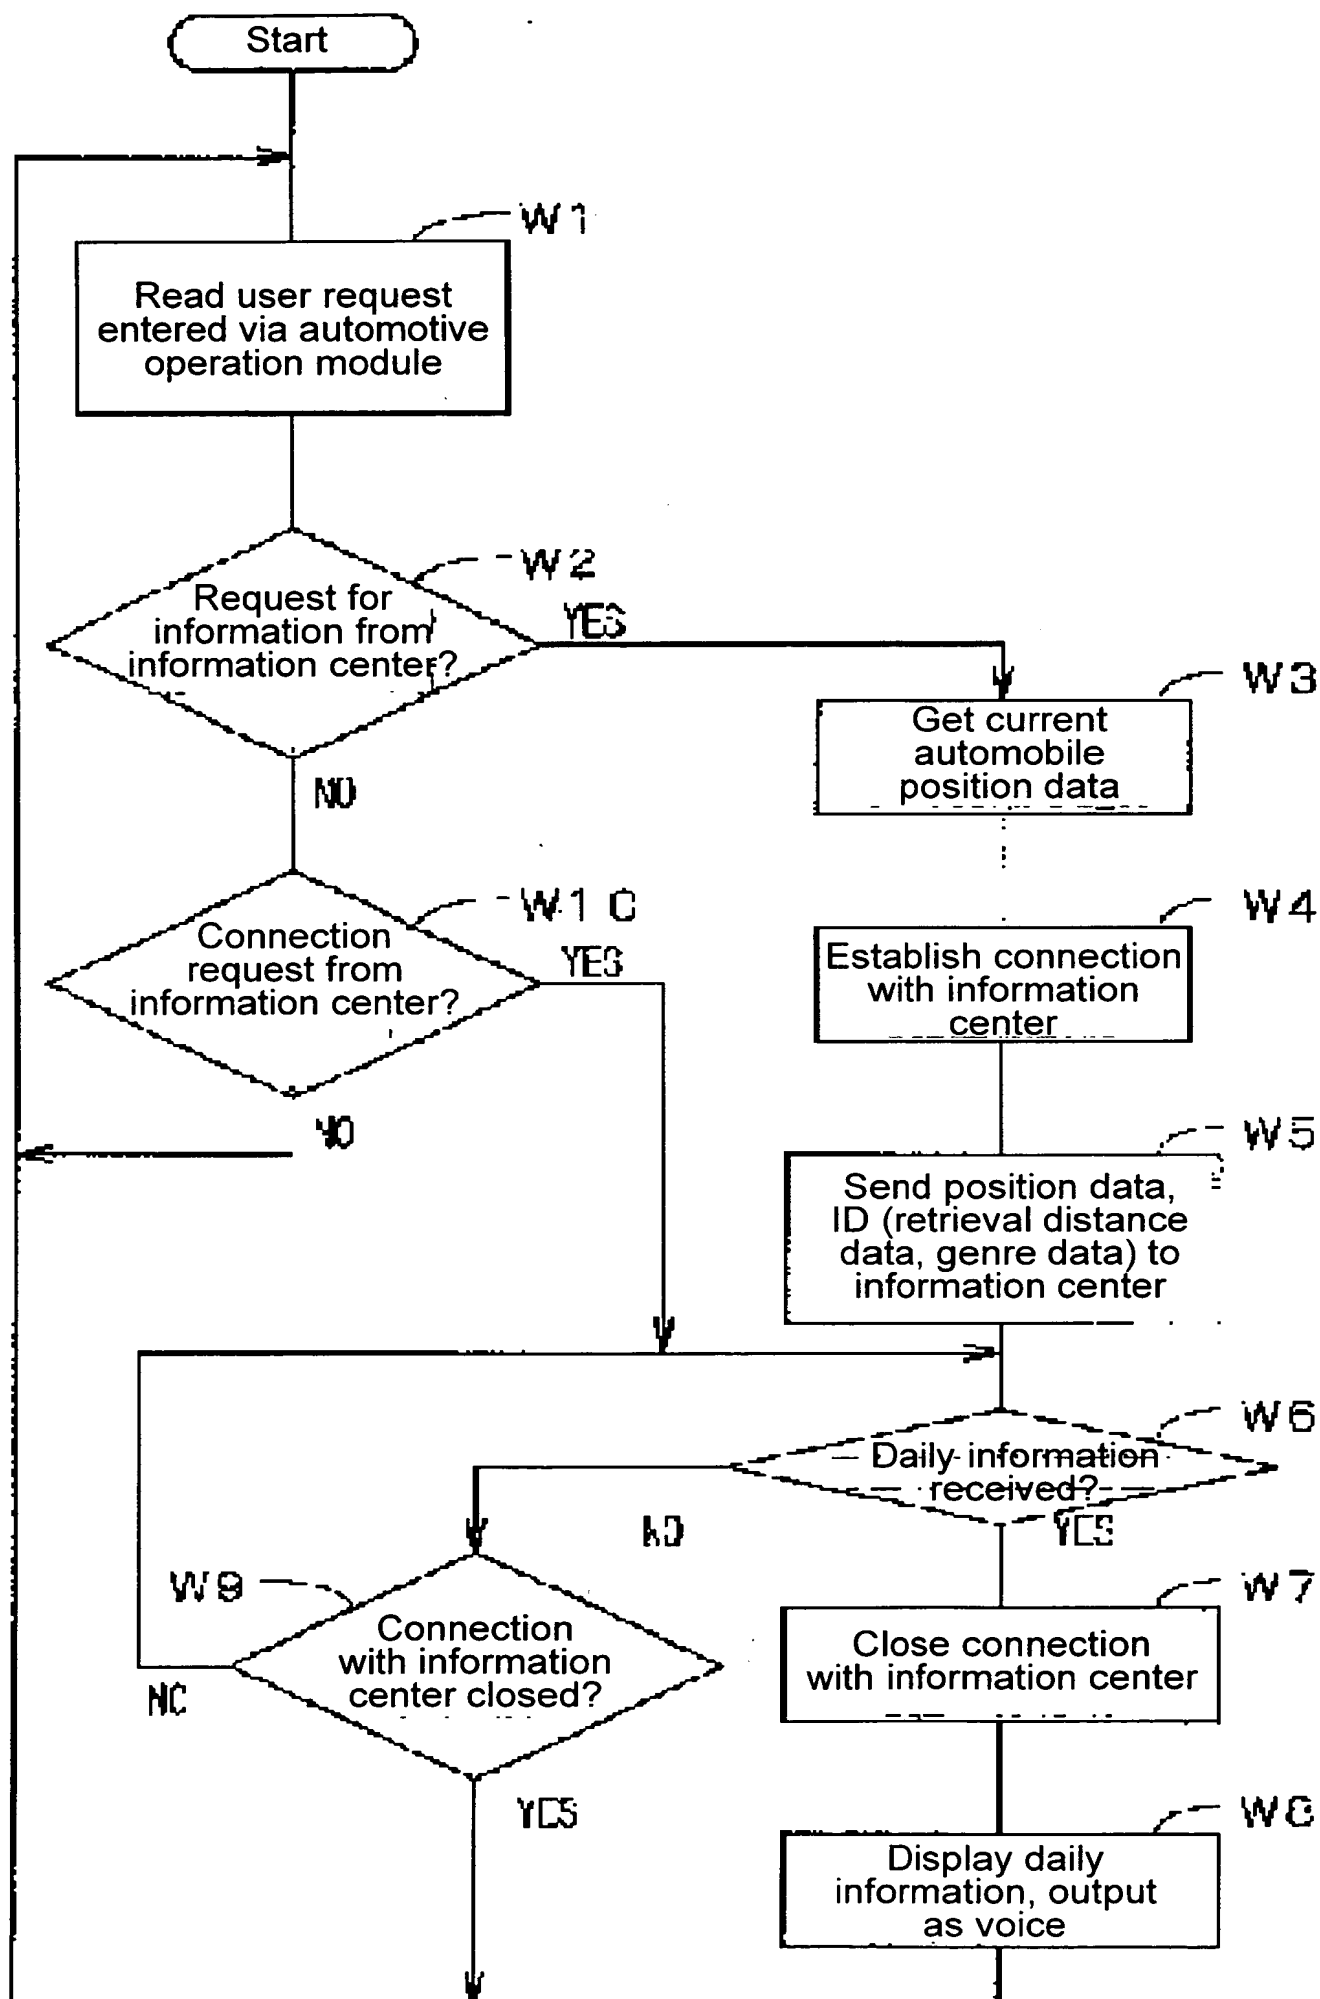 Start
W1
Read user request
entered via automotive
operation module
W2
Request for
information from
information center?
YES
W3
Get current
automobile
position data
NO
W4
Establish connection
with information
center
W10
Connection
request from
information center?
YES
NO
W5
Send position data,
ID (retrieval distance
data, genre data) to
information center
W6
Daily information
received?
NO
YES
W9
Connection
with information
center closed?
NO
YES
W7
Close connection
with information center
W8
Display daily
information, output
as voice